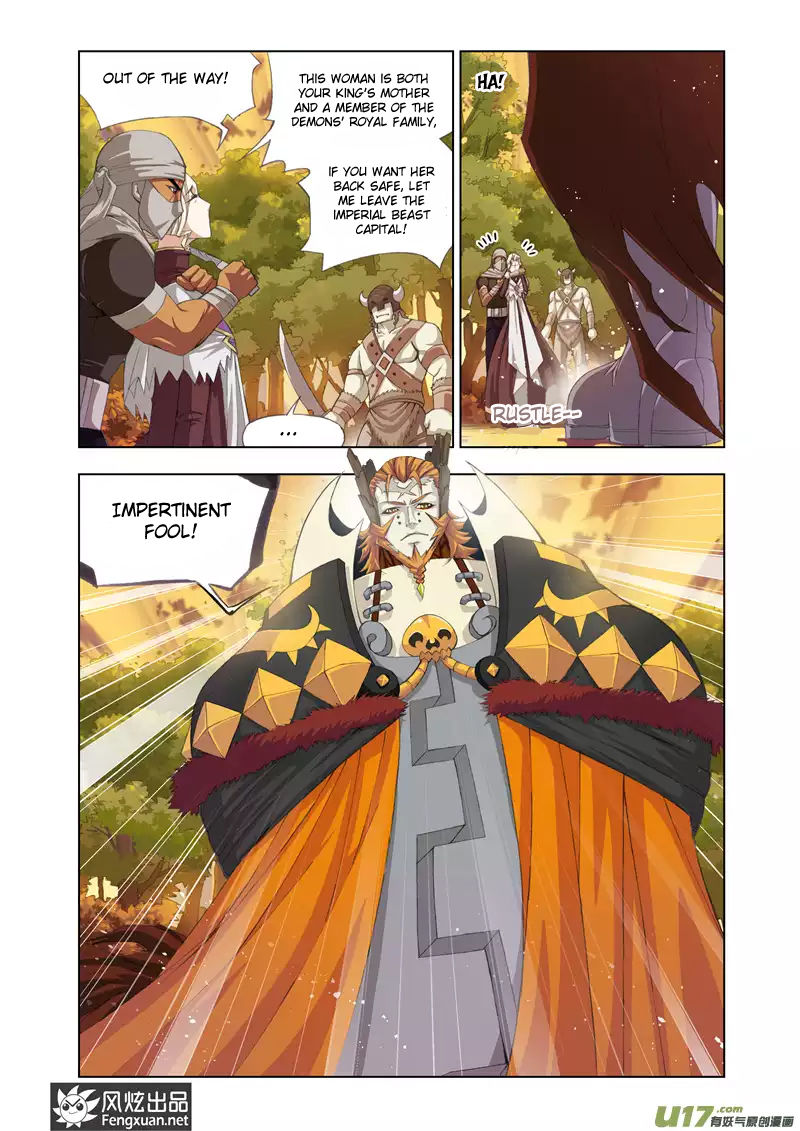 OUT OF THE WAY!
THIS WOMAN IS BOTH
YOUR KING'S MOTHER
AND A MEMBER OF THE
DEMONS' ROYAL FAMILY,
IF YOU WANT HER
BACK SAFE, LET
ME LEAVE THE
IMPERIAL BEAST
CAPITAL!
...
HA!
RUSTLE--
IMPERTINENT
FOOL!
风炫出品
Fengxuan.net
U17.com
有妖气原创漫画